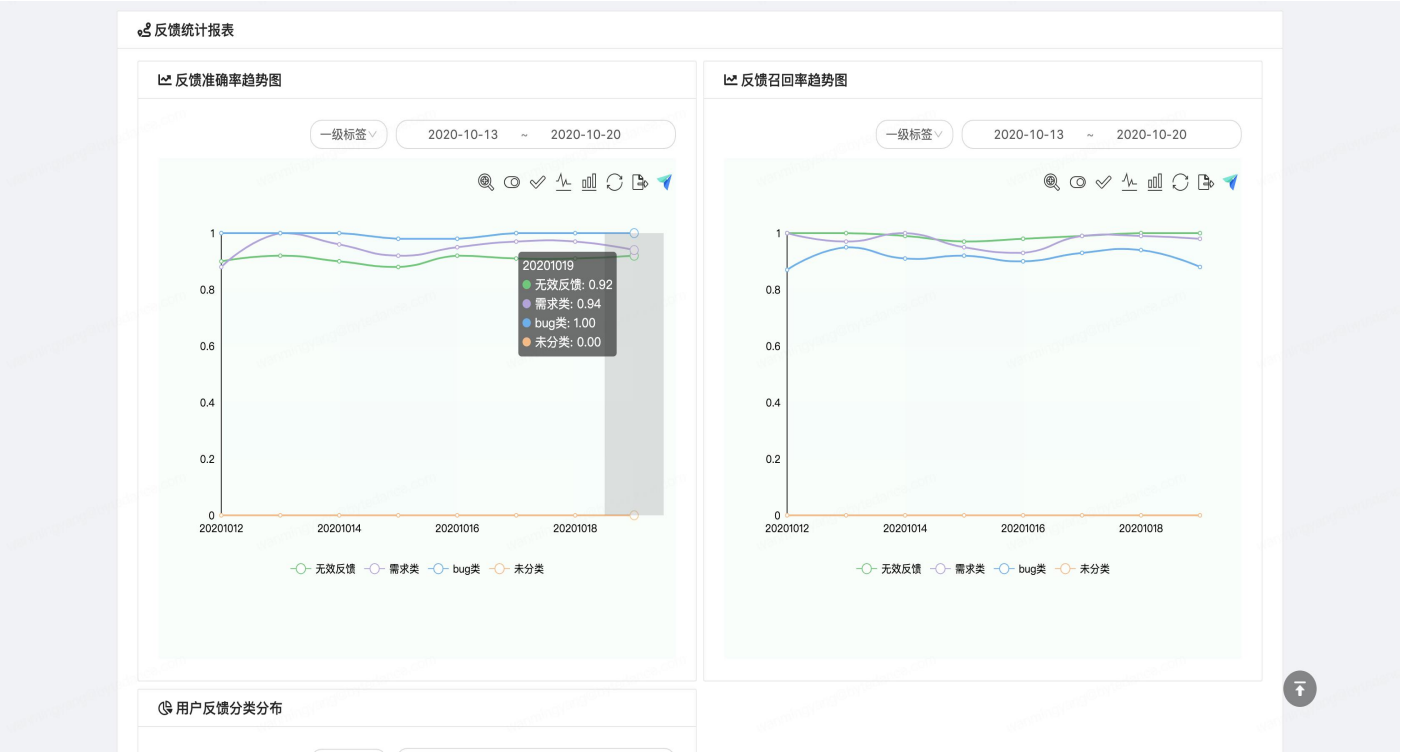 反馈统计报表
反馈准确率趋势图
一级标签 2020-10-13 ~ 2020-10-20
1
0.8
0.6
0.4
0.2
0
20201012 20201014 20201016 20201018
20201019
无效反馈: 0.92
需求类: 0.94
bug类: 1.00
未分类: 0.00
无效反馈 需求类 bug类 未分类
反馈召回率趋势图
一级标签 2020-10-13 ~ 2020-10-20
1
0.8
0.6
0.4
0.2
0
20201012 20201014 20201016 20201018
无效反馈 需求类 bug类 未分类
用户反馈分类分布